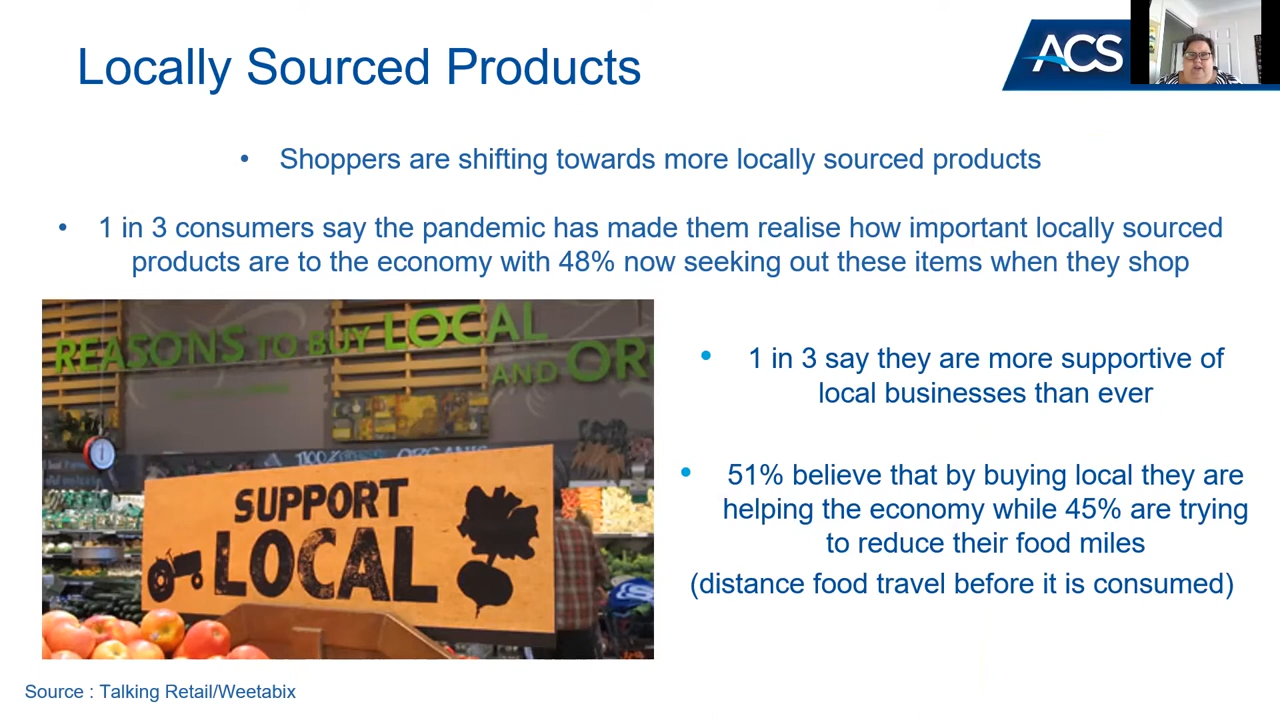 Locally Sourced Products
ACS
• Shoppers are shifting towards more locally sourced products
• 1 in 3 consumers say the pandemic has made them realise how important locally sourced
products are to the economy with 48% now seeking out these items when they shop
REASONS TO BUY LOCAL
AND OR
100% ORGANIC
SUPPORT
LOCAL
• 1 in 3 say they are more supportive of
local businesses than ever
• 51% believe that by buying local they are
helping the economy while 45% are trying
to reduce their food miles
(distance food travel before it is consumed)
Source : Talking Retail/Weetabix